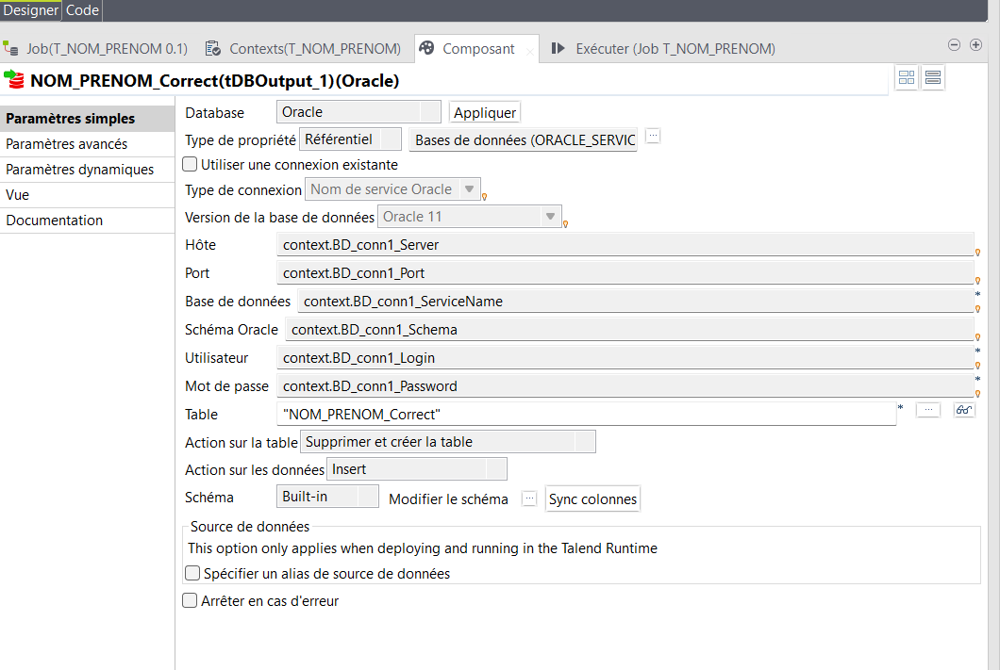 Designer Code
Job(T_NOM_PRENOM 0.1) Contexts(T_NOM_PRENOM) Composant Exécuter (Job T_NOM_PRENOM)
NOM_PRENOM_Correct(tDBOutput_1)(Oracle)
Paramètres simples
Paramètres avancés
Paramètres dynamiques
Vue
Documentation
Database Oracle Appliquer
Type de propriété Référentiel Bases de données (ORACLE_SERVIC ...
Utiliser une connexion existante
Type de connexion Nom de service Oracle
Version de la base de données Oracle 11
Hôte context.BD_conn1_Server
Port context.BD_conn1_Port
Base de données context.BD_conn1_ServiceName *
Schéma Oracle context.BD_conn1_Schema
Utilisateur context.BD_conn1_Login *
Mot de passe context.BD_conn1_Password *
Table "NOM_PRENOM_Correct" * ...
Action sur la table Supprimer et créer la table
Action sur les données Insert
Schéma Built-in Modifier le schéma ... Sync colonnes
Source de données
This option only applies when deploying and running in the Talend Runtime
Spécifier un alias de source de données
Arrêter en cas d'erreur